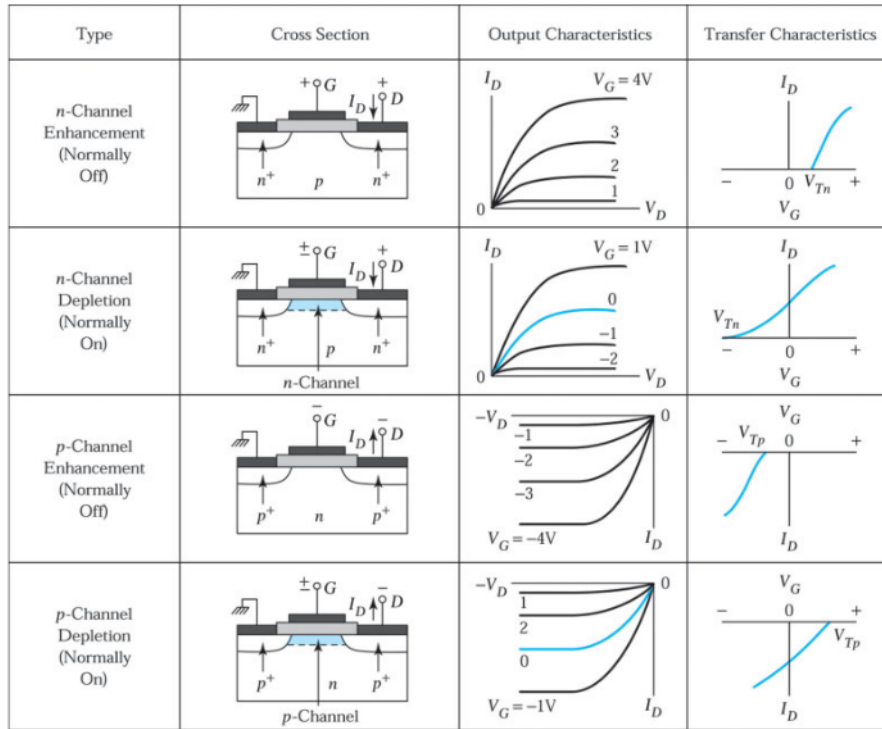 Type
Cross Section
Output Characteristics
Transfer Characteristics
n-Channel
Enhancement
(Normally
Off)
+ G
I_D
+
D
n+
p
n+
I_D
V_G = 4V
3
2
1
0
V_D
I_D
- 0 V_Tn +
V_G
n-Channel
Depletion
(Normally
On)
± G
I_D
+
D
n+
p
n+
n-Channel
I_D
V_G = 1V
0
−1
−2
0
V_D
I_D
V_Tn
- 0 +
V_G
p-Channel
Enhancement
(Normally
Off)
−
G
I_D
−
D
p+
n
p+
−V_D
0
−1
−2
−3
V_G = −4V
I_D
V_G
- V_Tp 0 +
I_D
p-Channel
Depletion
(Normally
On)
± G
I_D
−
D
p+
n
p+
p-Channel
−V_D
0
1
2
0
V_G = −1V
I_D
V_G
- 0 +
V_Tp
I_D